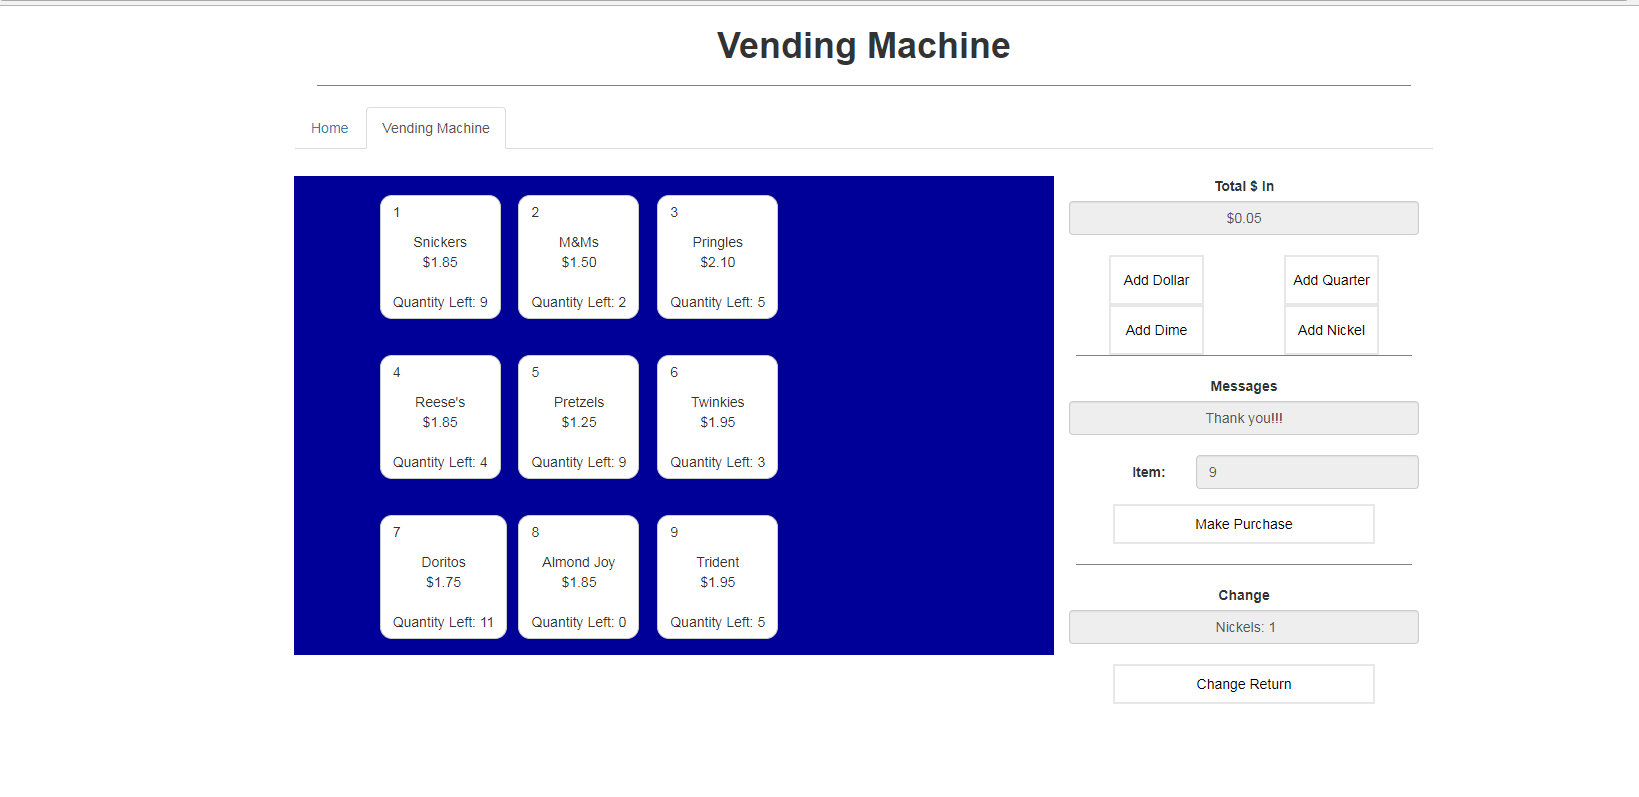 Vending Machine
Home
Vending Machine
1
Snickers
$1.85
Quantity Left: 9
2
M&Ms
$1.50
Quantity Left: 2
3
Pringles
$2.10
Quantity Left: 5
4
Reese's
$1.85
Quantity Left: 4
5
Pretzels
$1.25
Quantity Left: 9
6
Twinkies
$1.95
Quantity Left: 3
7
Doritos
$1.75
Quantity Left: 11
8
Almond Joy
$1.85
Quantity Left: 0
9
Trident
$1.95
Quantity Left: 5
Total $ In
$0.05
Add Dollar
Add Quarter
Add Dime
Add Nickel
Messages
Thank you!!!
Item:
9
Make Purchase
Change
Nickels: 1
Change Return